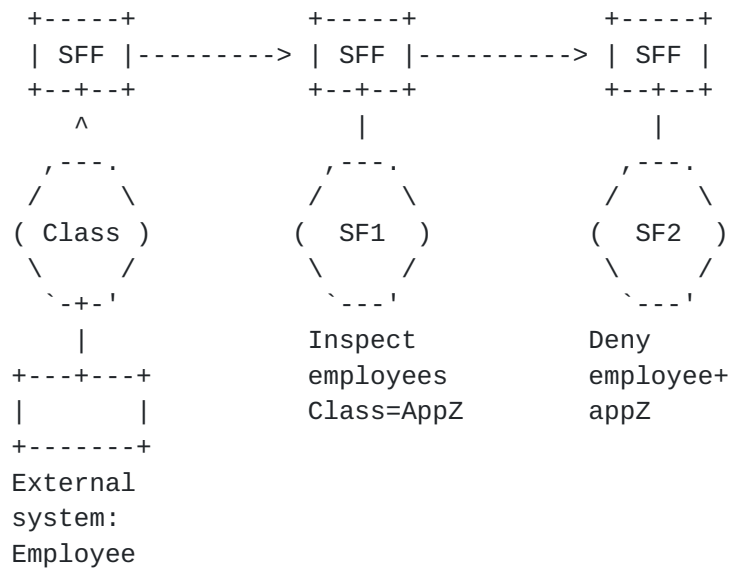 +-----+           +-----+            +-----+
| SFF |---------> | SFF |----------> | SFF |
+--+--+           +--+--+            +--+--+
   ^                 |                  |
 ,---.             ,---.              ,---.
/     \           /     \            /     \
( Class )         (  SF1  )          (  SF2  )
\     /           \     /            \     /
`-+-'             `---'              `---'
   |              Inspect           Deny
+---+---+         employees         employee+
|       |         Class=AppZ        appZ
+-------+
External
system:
Employee